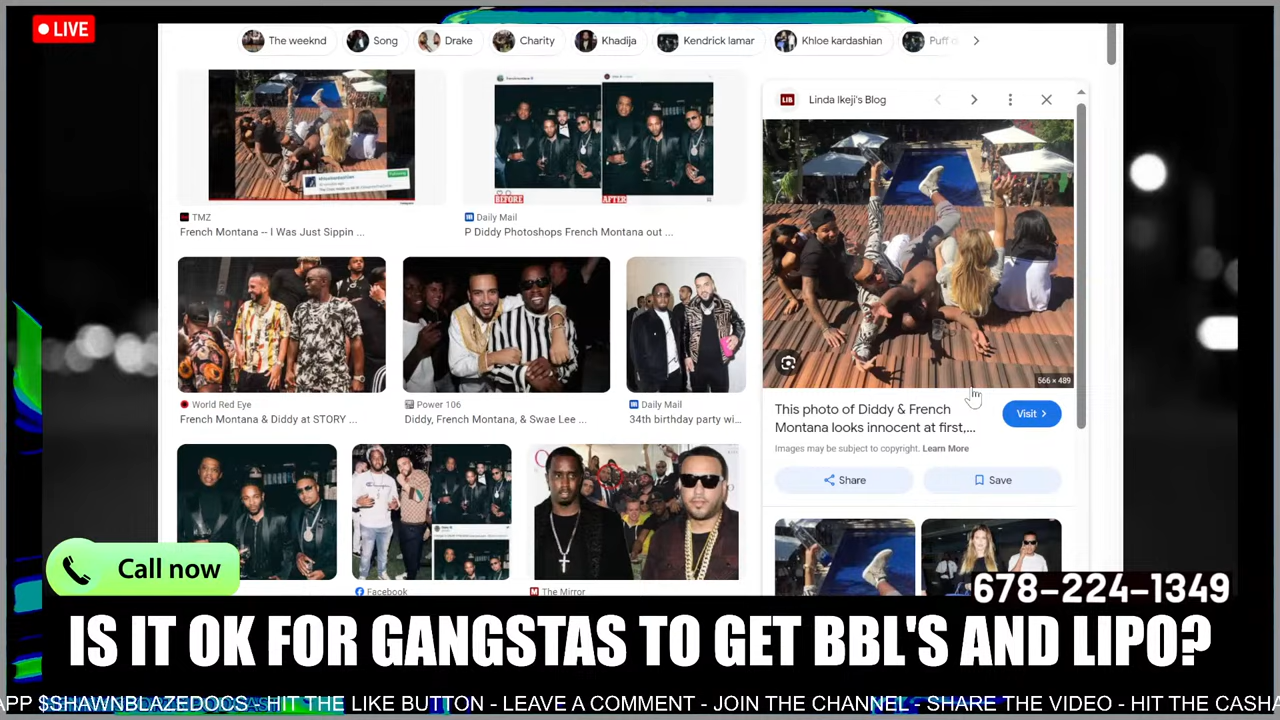 LIVE
The weeknd
Song
Drake
Charity
Khadija
Kendrick lamar
Khloe kardashian
Linda Ikeji's Blog
BEFORE
AFTER
TMZ
French Montana -- I Was Just Sippin ...
Daily Mail
P Diddy Photoshops French Montana out ...
566 × 489
World Red Eye
French Montana & Diddy at STORY ...
Power 106
Diddy, French Montana, & Swae Lee ...
Daily Mail
34th birthday party wi...
This photo of Diddy & French
Montana looks innocent at first,...
Visit
Images may be subject to copyright. Learn More
Share
Save
Facebook
The Mirror
Call now
678-224-1349
IS IT OK FOR GANGSTAS TO GET BBL'S AND LIPO?
APP $SHAWNBLAZEDOCS - HIT THE LIKE BUTTON - LEAVE A COMMENT - JOIN THE CHANNEL - SHARE THE VIDEO - HIT THE CASHA